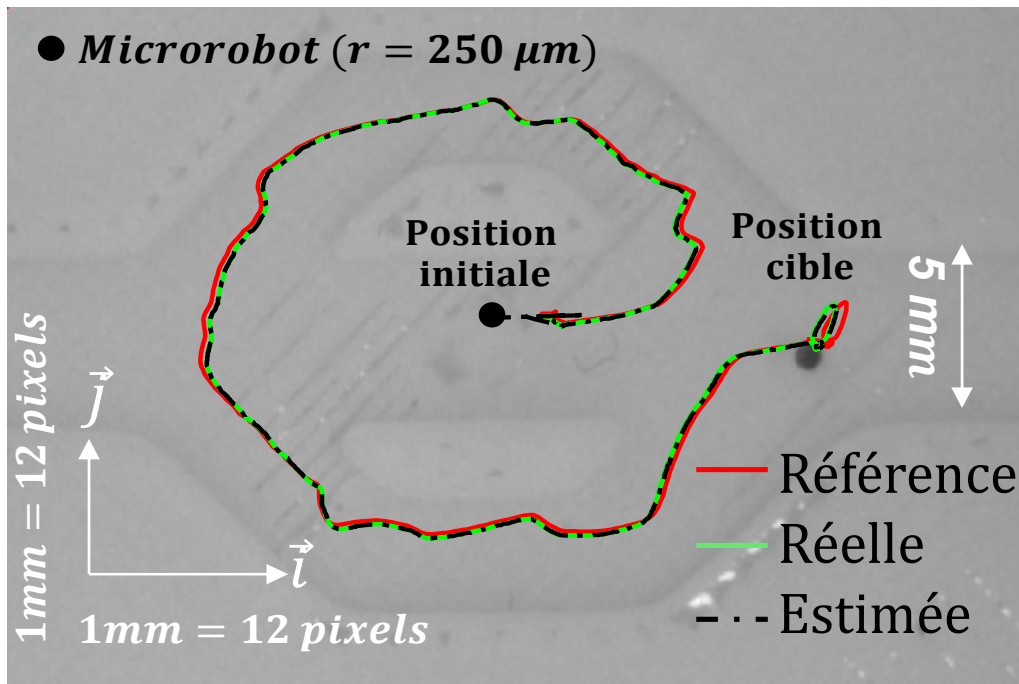 Microrobot (r = 250 μm)
Position
initiale
Position
cible
5 mm
1mm = 12 pixels
j
i
1mm = 12 pixels
Référence
Réelle
Estimée